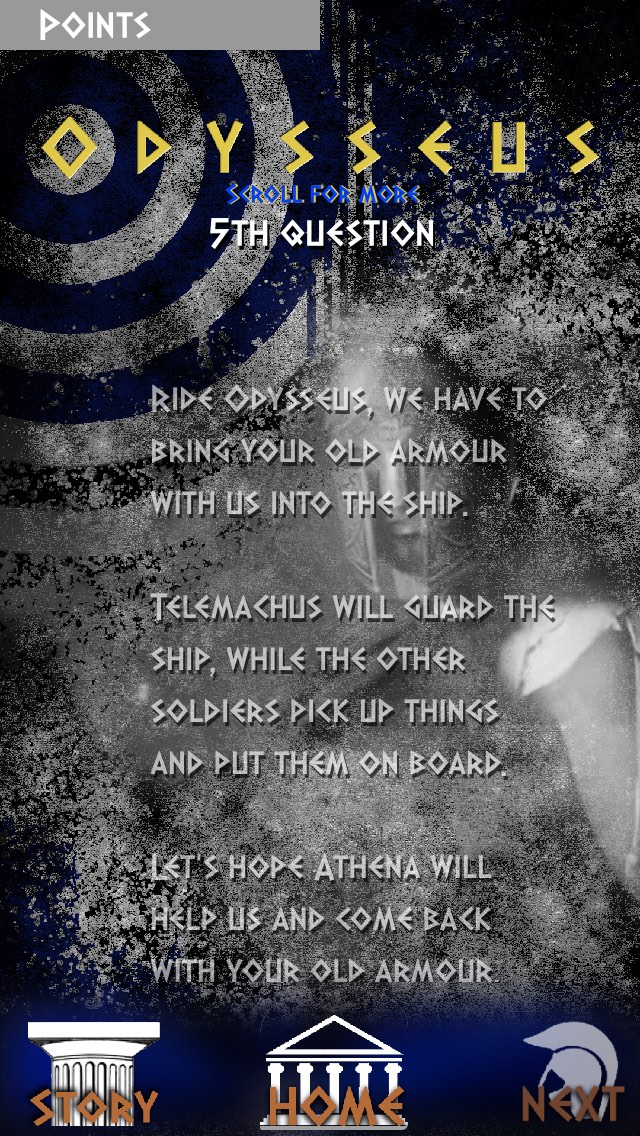 Points
Odysseus
Scroll for more
5th question
Ride Odysseus, we have to
bring your old armour
with us into the ship.
Telemachus will guard the
ship, while the other
soldiers pick up things
and put them on board.
Let's hope Athena will
help us and come back
with your old armour.
Story
Home
Next